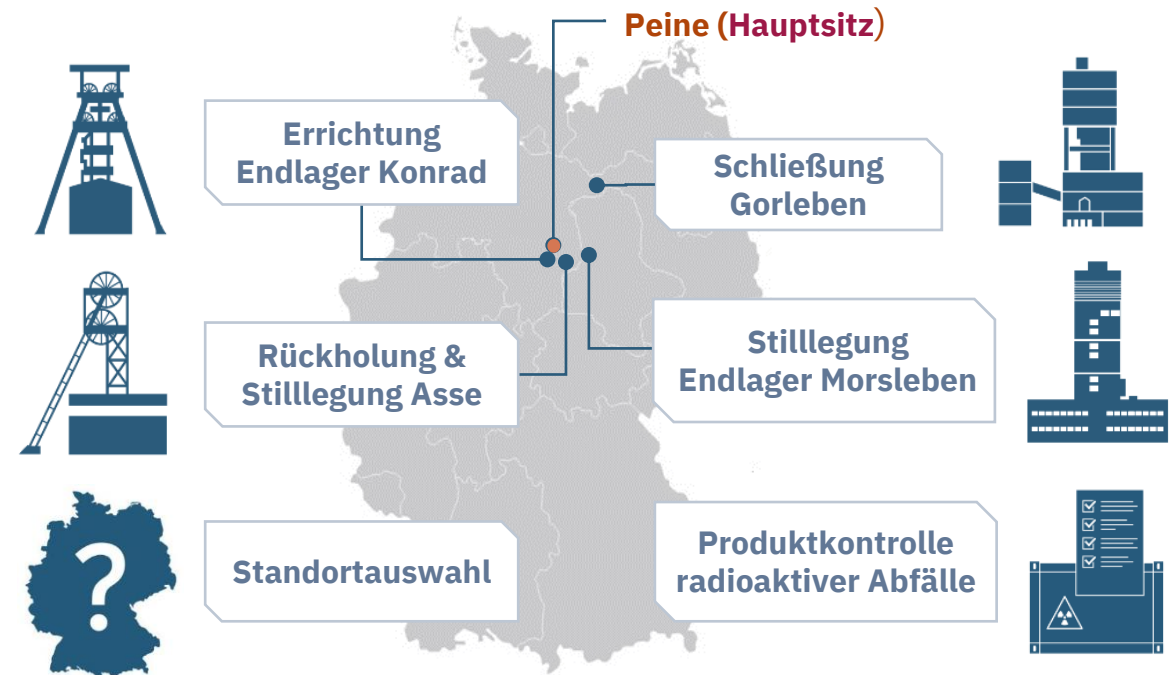 Peine (Hauptsitz)
Errichtung
Endlager Konrad
Schließung
Gorleben
Rückholung &
Stilllegung Asse
Stilllegung
Endlager Morsleben
?
Standortauswahl
Produktkontrolle
radioaktiver Abfälle